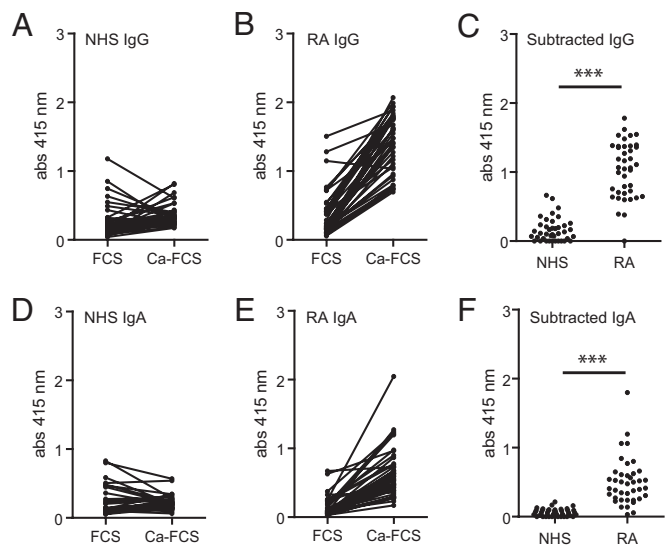 A
NHS IgG
3
2
1
0
abs 415 nm
FCS
Ca-FCS
B
RA IgG
3
2
1
0
abs 415 nm
FCS
Ca-FCS
C
Subtracted IgG
***
3
2
1
0
abs 415 nm
NHS
RA
D
NHS IgA
3
2
1
0
abs 415 nm
FCS
Ca-FCS
E
RA IgA
3
2
1
0
abs 415 nm
FCS
Ca-FCS
F
Subtracted IgA
***
3
2
1
0
abs 415 nm
NHS
RA